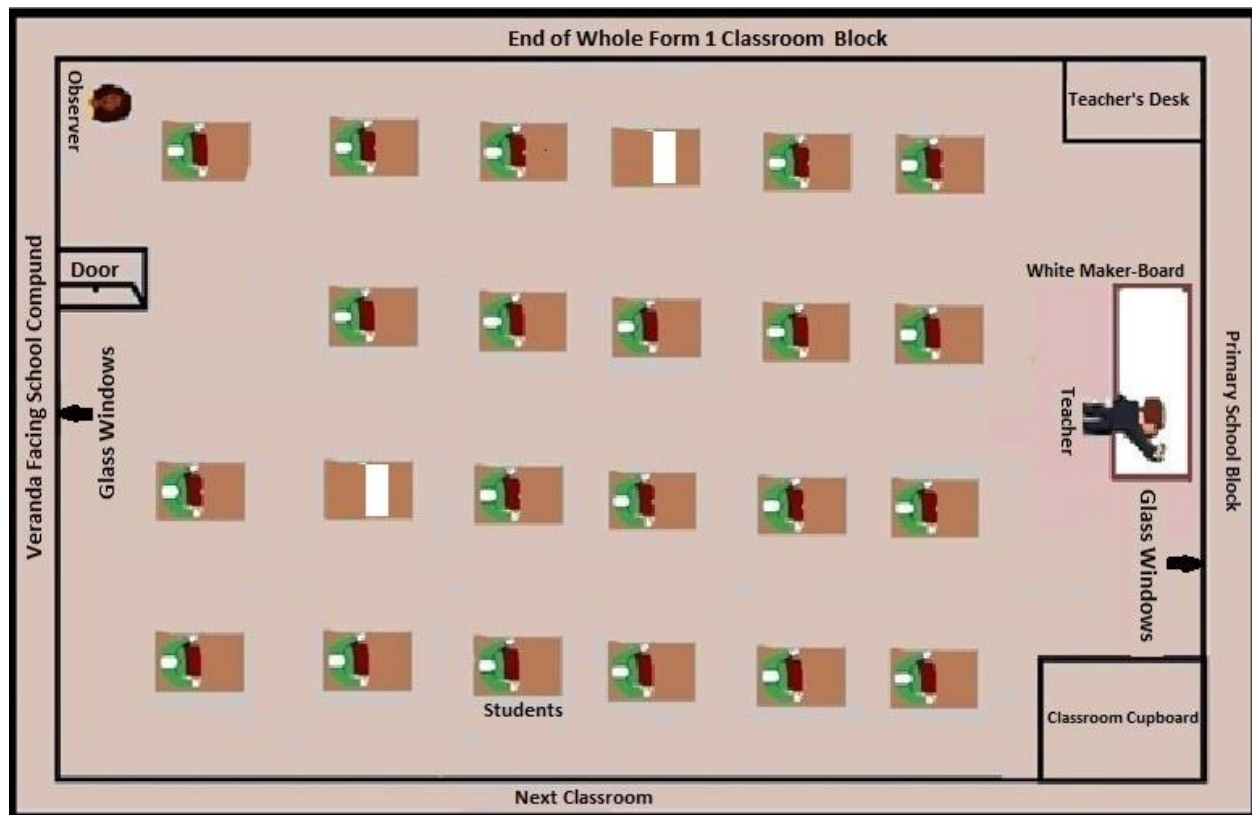 End of Whole Form 1 Classroom Block
Observer
Teacher's Desk
Door
White Maker-Board
Veranda Facing School Compund
Glass Windows
Teacher
Primary School Block
Glass Windows
Students
Classroom Cupboard
Next Classroom